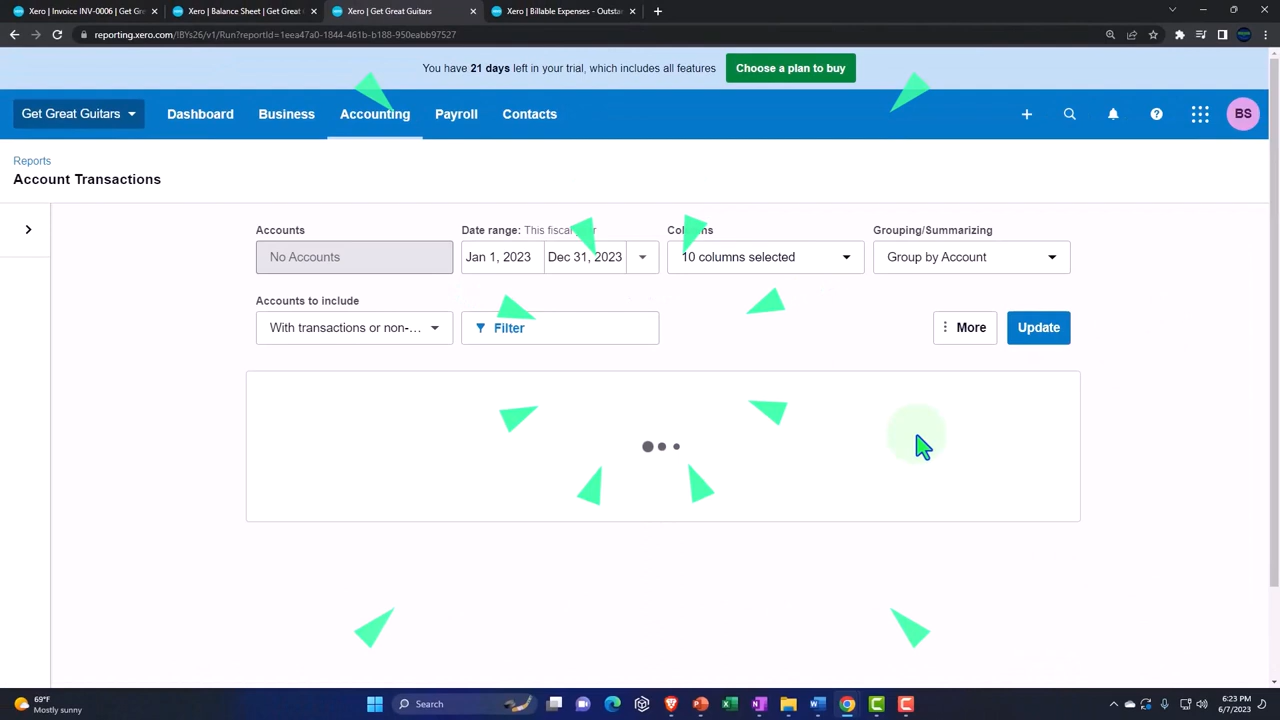 Xero | Invoice INV-0006 | Get Gre
Xero | Balance Sheet | Get Great G
Xero | Get Great Guitars
Xero | Billable Expenses - Outsta
reporting.xero.com/!BYs26/v1/Run?reportId=1eea47a0-1844-461b-b188-950eabb97527
You have 21 days left in your trial, which includes all features
Choose a plan to buy
Get Great Guitars
Dashboard
Business
Accounting
Payroll
Contacts
BS
Reports
Account Transactions
Accounts
Date range: This fiscal year
Columns
Grouping/Summarizing
No Accounts
Jan 1, 2023
Dec 31, 2023
10 columns selected
Group by Account
Accounts to include
With transactions or non-...
Filter
More
Update
69°F
Mostly sunny
Search
6:23 PM
6/7/2023